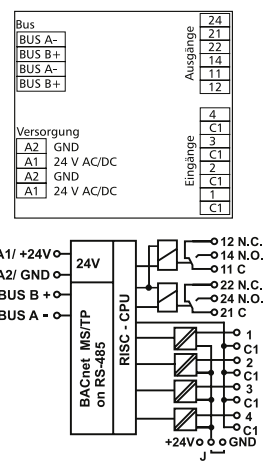 Bus
BUS A-
BUS B+
BUS A-
BUS B+
Ausgänge
24
21
22
14
11
12
Versorgung
A2 GND
A1 24 V AC/DC
A2 GND
A1 24 V AC/DC
Eingänge
4
C1
3
C1
2
C1
1
C1
A1/ +24V
A2/ GND
BUS B +
BUS A -
24V
BACnet MS/TP
on RS-485
RISC - CPU
12 N.C.
14 N.O.
11 C
22 N.C.
24 N.O.
21 C
1
C1
2
C1
3
C1
4
C1
+24V GND
J